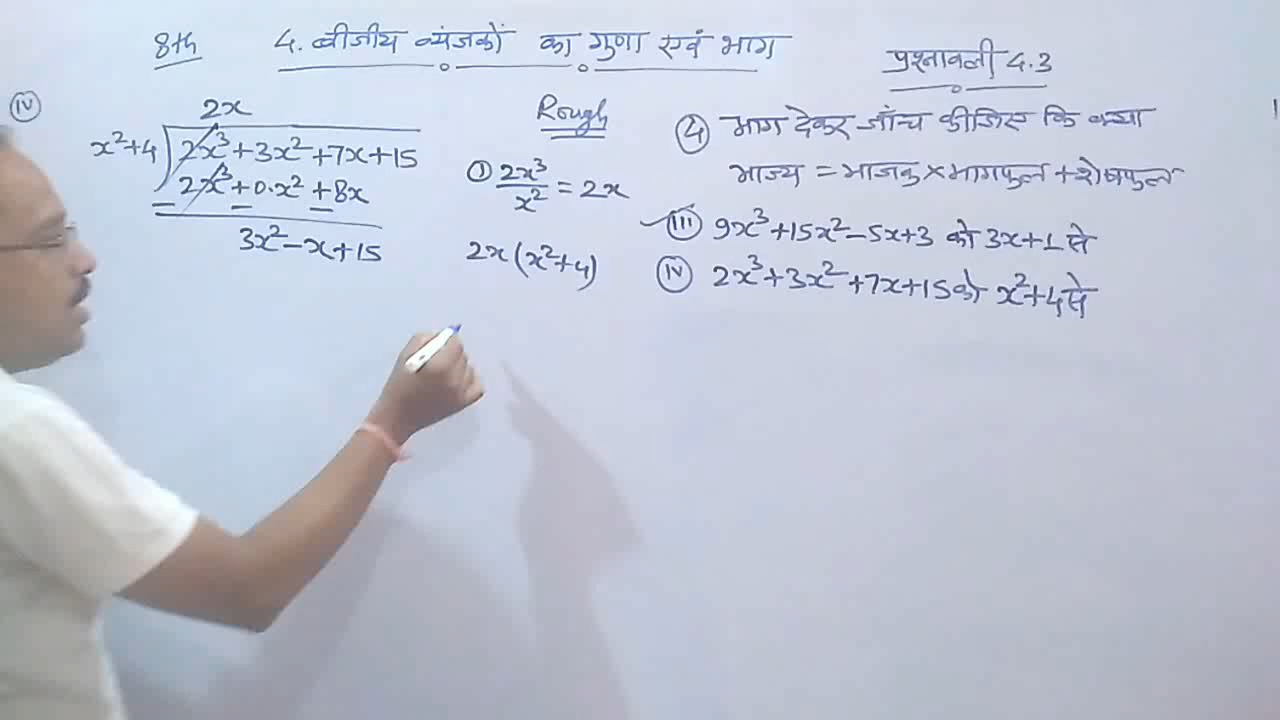 8th 4. बीजीय व्यंजकों का गुणा एवं भाग
प्रश्नावली 4.3
(IV)
2x
x²+4) 2x³+3x²+7x+15
2x³+0.x²+8x
3x²-x+15
Rough
① 2x³/x² = 2x
2x(x²+4)
④ भाग देकर जाँच कीजिए कि क्या
भाज्य = भाजक × भागफल + शेषफल
(III) 9x³+15x²-5x+3 को 3x+1 से
(IV) 2x³+3x²+7x+15 को x²+4 से